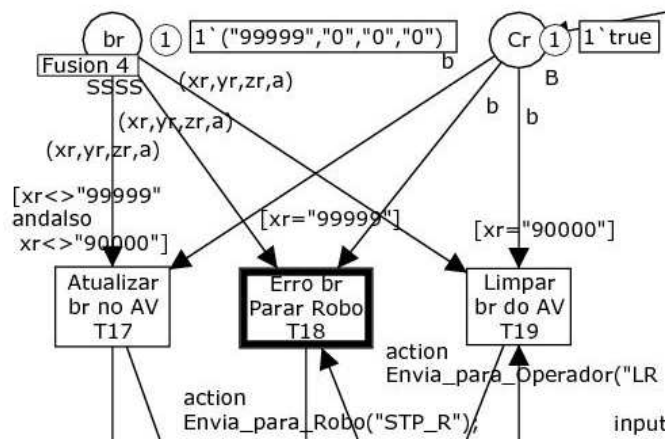 br
1
1`("99999","0","0","0")
Cr
1
1`true
Fusion 4
SSSS
(xr,yr,zr,a)
b
B
(xr,yr,zr,a)
b
b
(xr,yr,zr,a)
[xr<>"99999"
andalso
xr<>"90000"]
[xr="99999"]
[xr="90000"]
Atualizar
br no AV
T17
Erro br
Parar Robo
T18
Limpar
br do AV
T19
action
Envia_para_Operador("LR
action
Envia_para_Robo("STP_R");
input